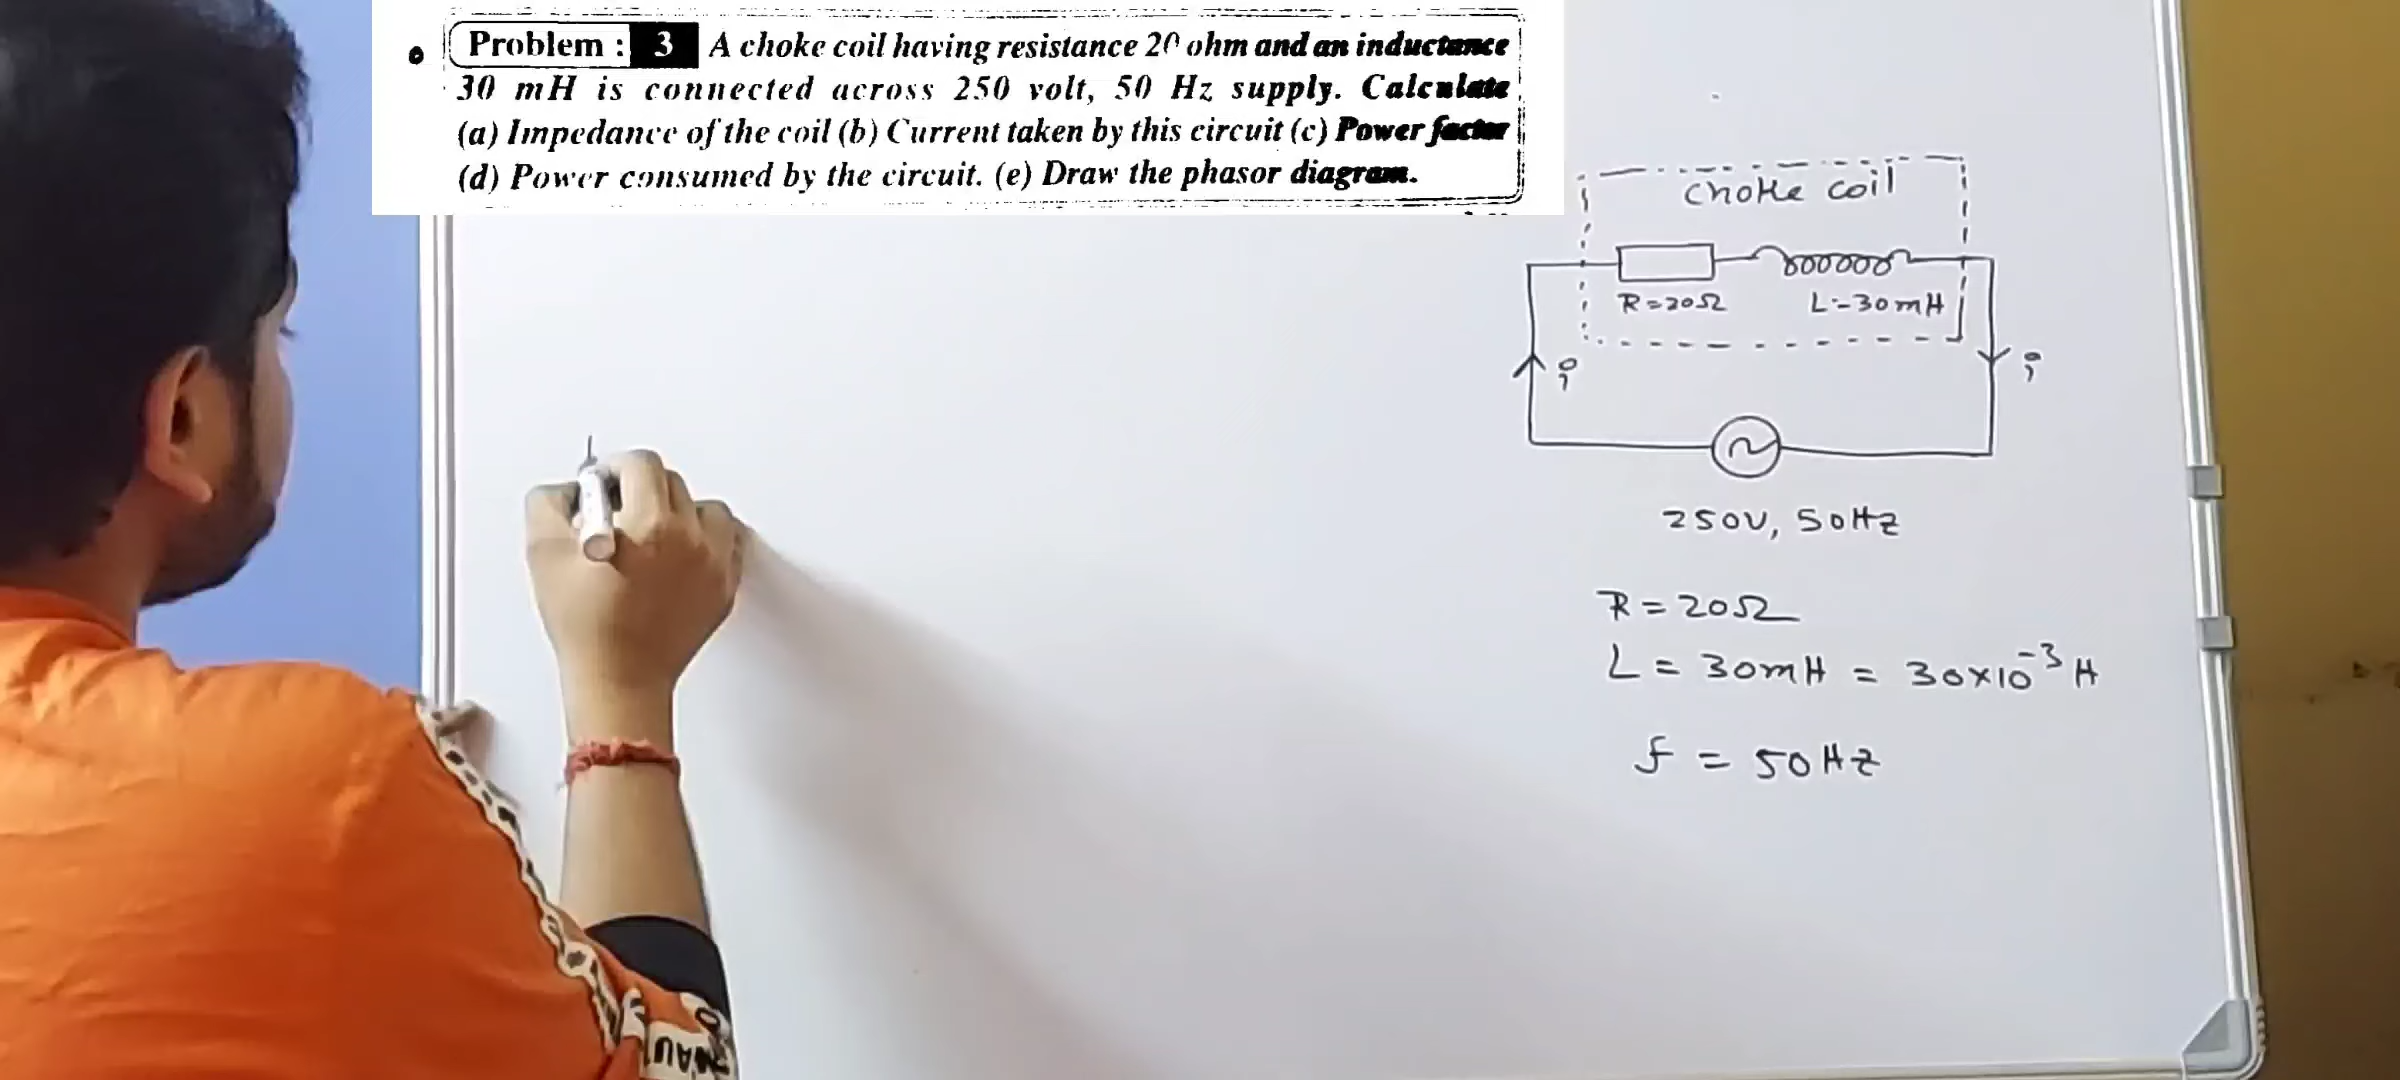 Problem : 3 A choke coil having resistance 20 ohm and an inductance
30 mH is connected across 250 volt, 50 Hz supply. Calculate
(a) Impedance of the coil (b) Current taken by this circuit (c) Power factor
(d) Power consumed by the circuit. (e) Draw the phasor diagram.
choke coil
R=20Ω L=30mH
i i
250V, 50Hz
R = 20Ω
L = 30mH = 30×10⁻³ H
f = 50Hz